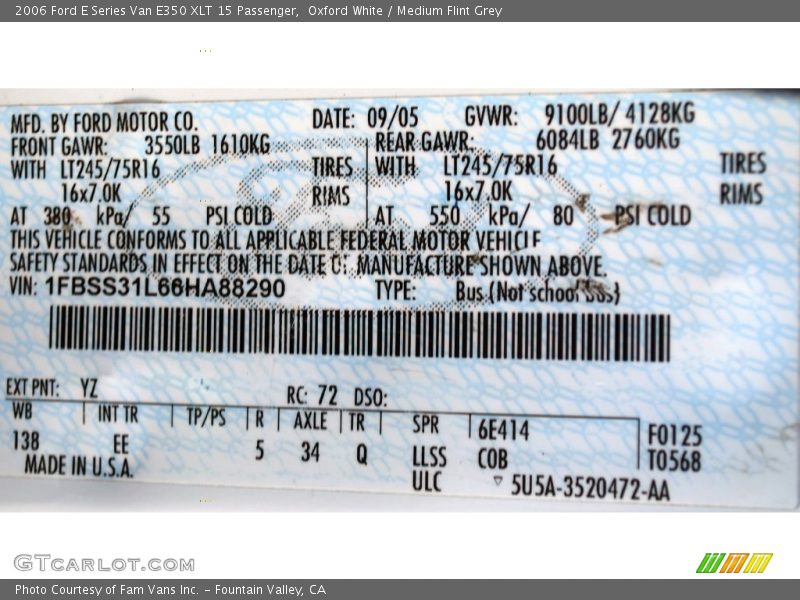 2006 Ford E Series Van E350 XLT 15 Passenger,  Oxford White / Medium Flint Grey
MFD. BY FORD MOTOR CO. DATE: 09/05 GVWR: 9100LB/ 4128KG
FRONT GAWR: 3550LB 1610KG REAR GAWR: 6084LB 2760KG
WITH LT245/75R16 TIRES WITH LT245/75R16 TIRES
16x7.0K RIMS 16x7.0K RIMS
AT 380 kPa/ 55 PSI COLD AT 550 kPa/ 80 PSI COLD
THIS VEHICLE CONFORMS TO ALL APPLICABLE FEDERAL MOTOR VEHICLE
SAFETY STANDARDS IN EFFECT ON THE DATE OF MANUFACTURE SHOWN ABOVE.
VIN: 1FBSS31L66HA88290 TYPE: Bus (Not school bus)
EXT PNT: YZ RC: 72 DSO:
WB INT TR TP/PS R AXLE TR SPR 6E414 F0125
138 EE 5 34 Q LLSS COB T0568
MADE IN U.S.A. ULC 5U5A-3520472-AA
GTCarLot.com
Photo Courtesy of Fam Vans Inc. - Fountain Valley, CA